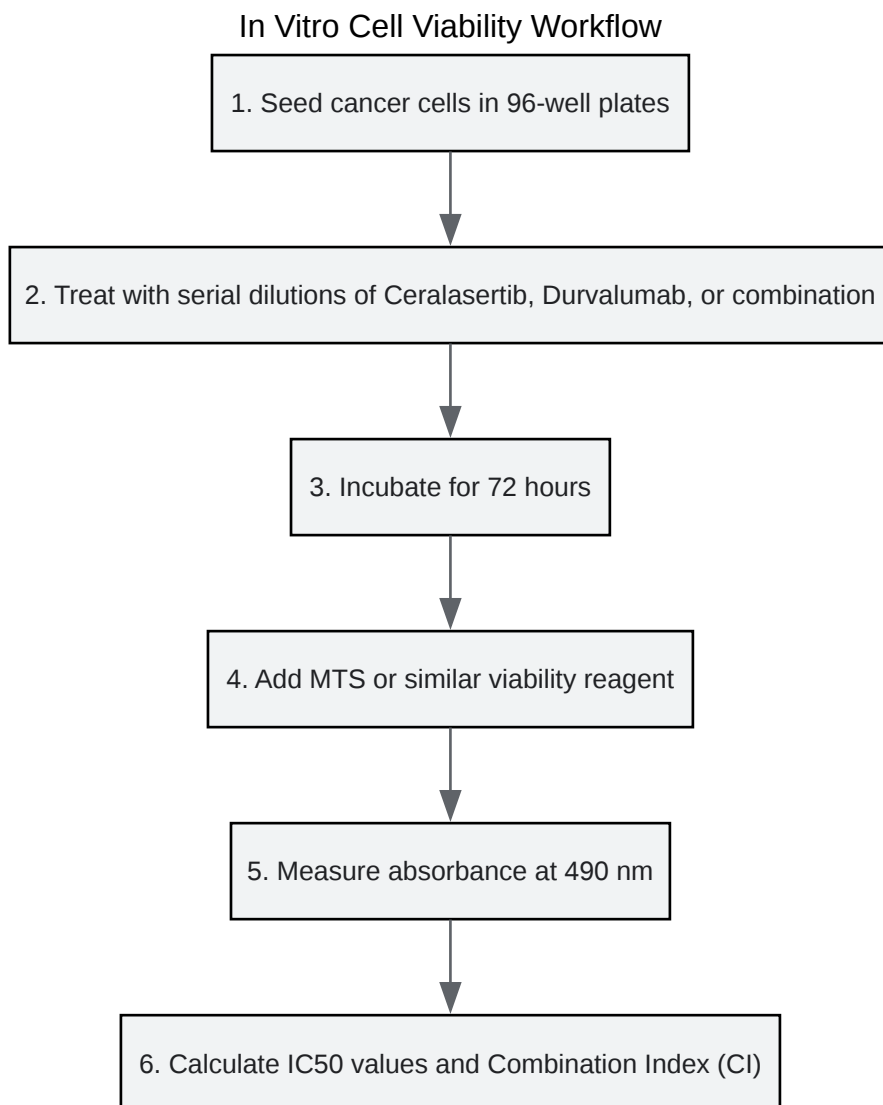 In Vitro Cell Viability Workflow
1. Seed cancer cells in 96-well plates
2. Treat with serial dilutions of Ceralasertib, Durvalumab, or combination
3. Incubate for 72 hours
4. Add MTS or similar viability reagent
5. Measure absorbance at 490 nm
6. Calculate IC50 values and Combination Index (CI)